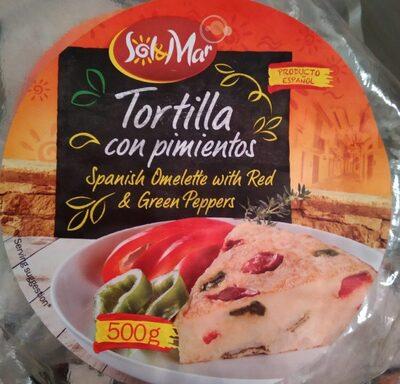 Sol&Mar
PRODUCTO
ESPAÑOL
Tortilla
con pimientos
Spanish Omelette with Red
& Green Peppers
*Serving suggestion*
500g